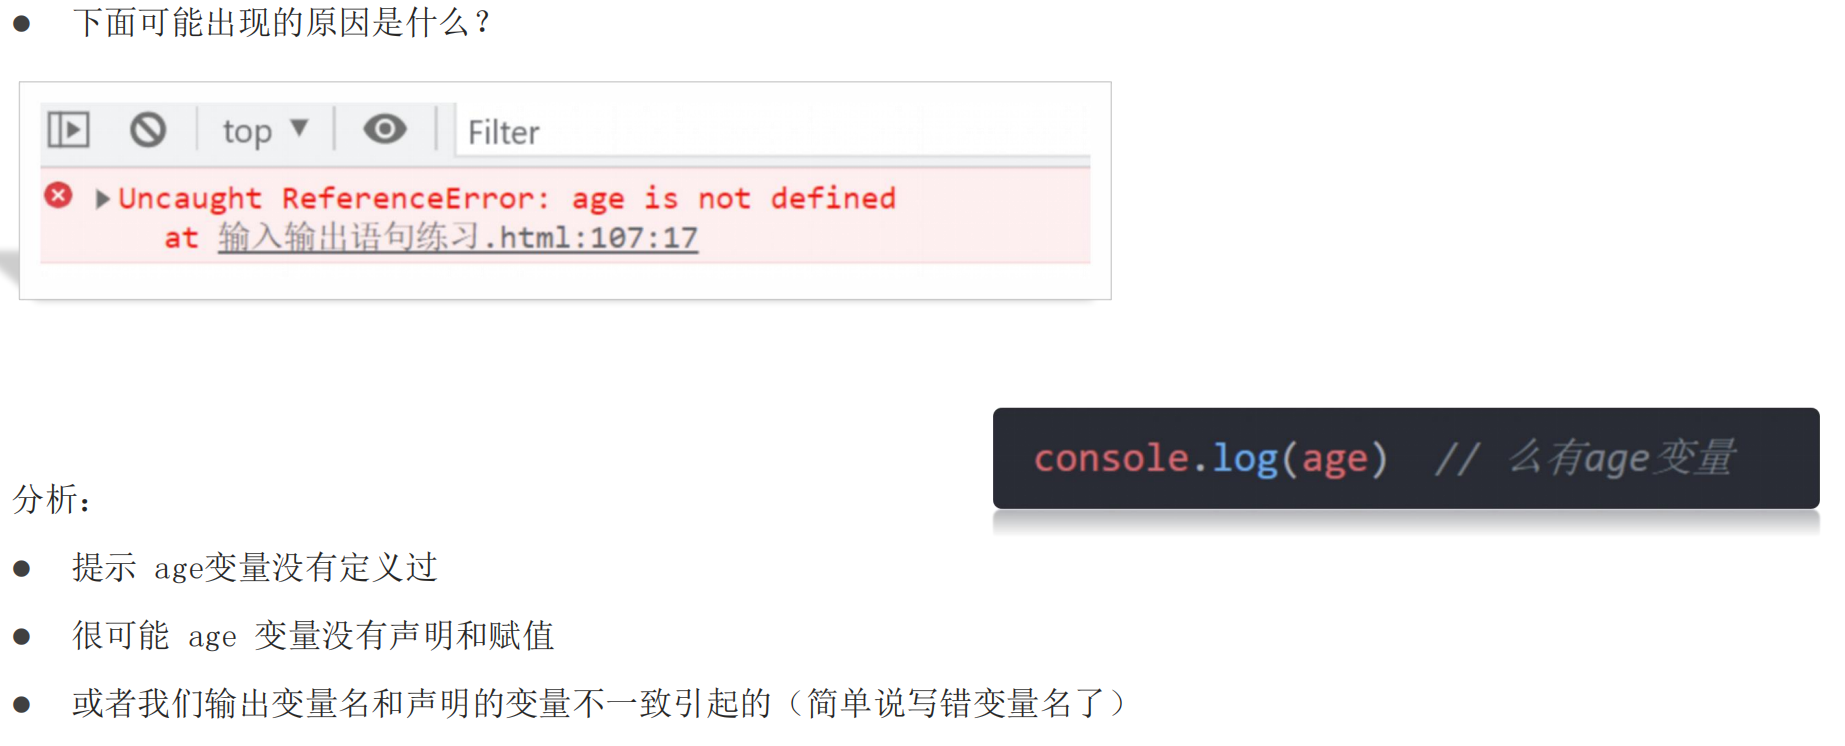 ● 下面可能出现的原因是什么？
top ▼ Filter
Uncaught ReferenceError: age is not defined
at 输入输出语句练习.html:107:17
console.log(age) // 么有age变量
分析：
● 提示 age变量没有定义过
● 很可能 age 变量没有声明和赋值
● 或者我们输出变量名和声明的变量不一致引起的（简单说写错变量名了）